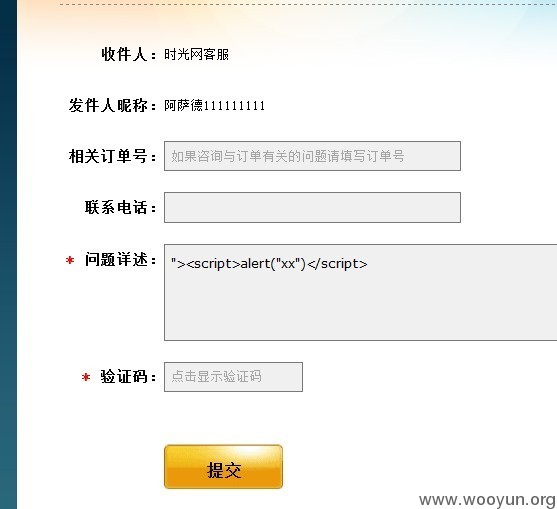 收件人：时光网客服
发件人昵称：阿萨德111111111
相关订单号：如果咨询与订单有关的问题请填写订单号
联系电话：
* 问题详述："><script>alert("xx")</script>
* 验证码：点击显示验证码
提交
www.wooyun.org